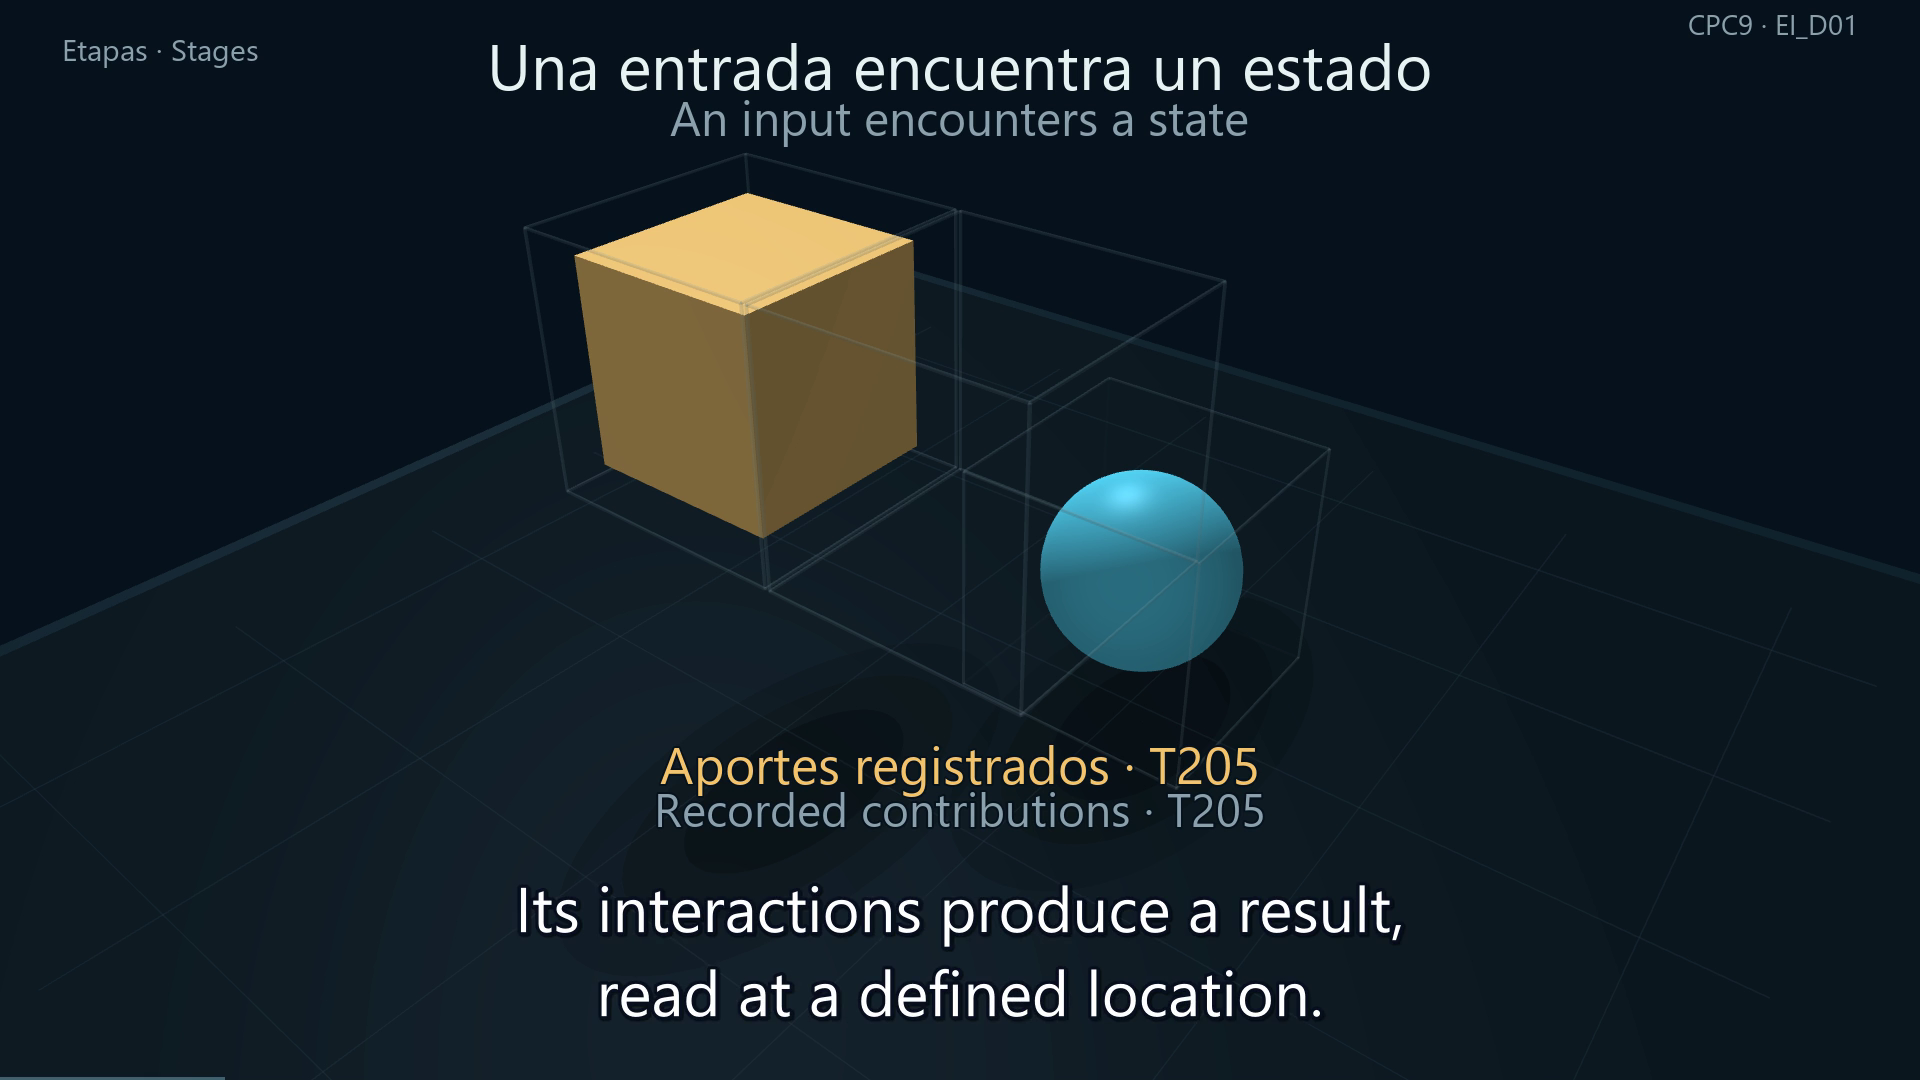 Etapas · Stages
CPC9 · EI_D01
Una entrada encuentra un estado
An input encounters a state
Aportes registrados · T205
Recorded contributions · T205
Its interactions produce a result,
read at a defined location.